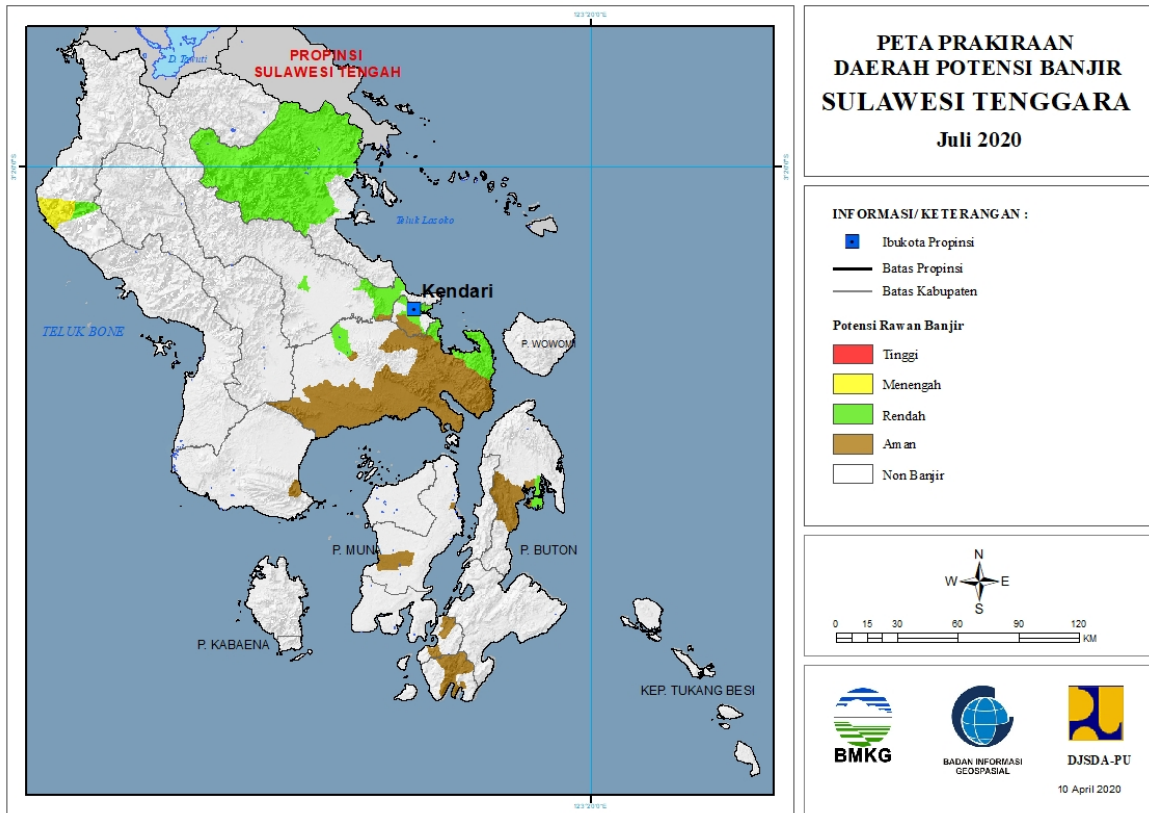 PETA PRAKIRAAN
DAERAH POTENSI BANJIR
SULAWESI TENGGARA
Juli 2020
INFORMASI/ KETERANGAN :
Ibukota Propinsi
Batas Propinsi
Batas Kabupaten
Potensi Rawan Banjir
Tinggi
Menengah
Rendah
Aman
Non Banjir
N
W
E
S
0 15 30 60 90 120
KM
BMKG
BADAN INFORMASI
GEOSPASIAL
DJSDA-PU
10 April 2020
PROPINSI
SULAWESI TENGAH
Teluk Lasolo
Kendari
TELUK BONE
P. WOWONI
P. MUNA
P. BUTON
P. KABAENA
KEP. TUKANG BESI